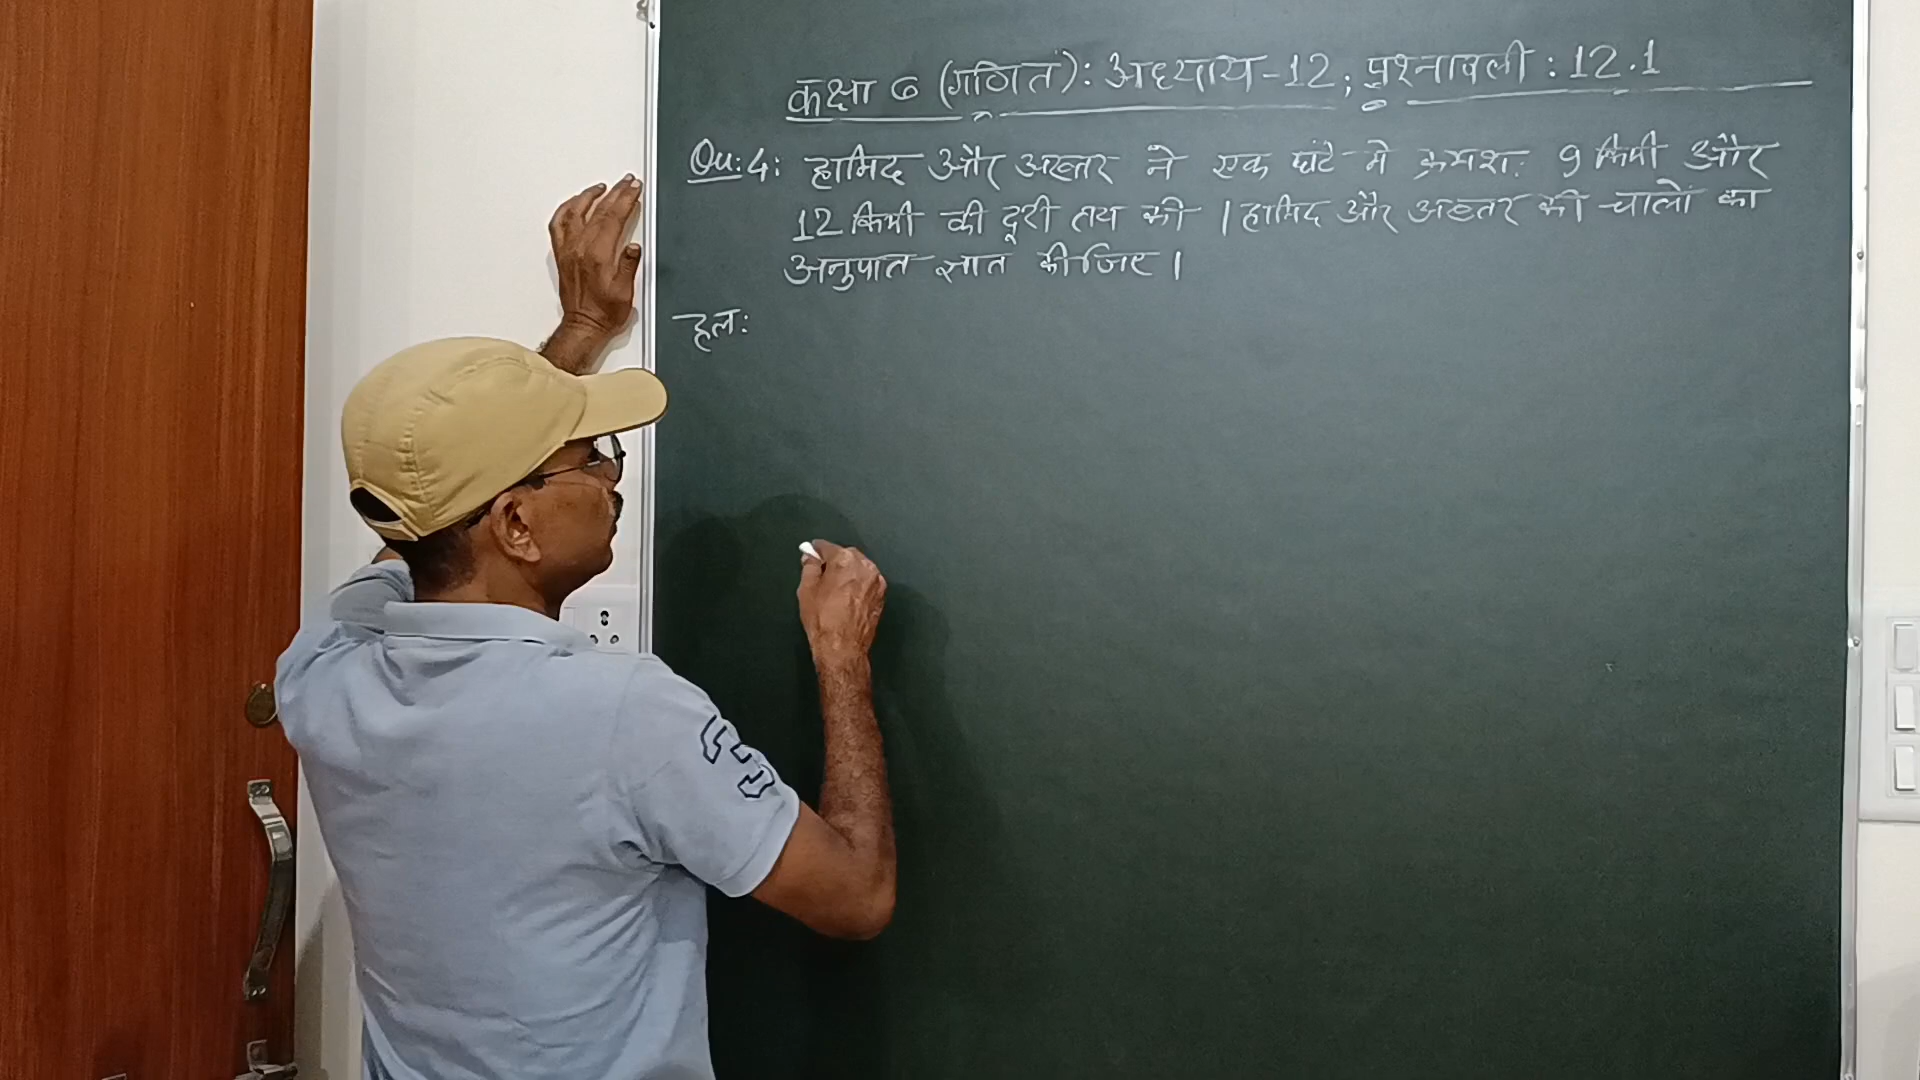 कक्षा 6 (गणित): अध्याय-12; प्रश्नावली: 12.1
Qu: 4: हामिद और अख्तर ने एक घंटे में क्रमश: 9 किमी और
12 किमी की दूरी तय की । हामिद और अख्तर की चालों का
अनुपात ज्ञात कीजिए ।
हल: